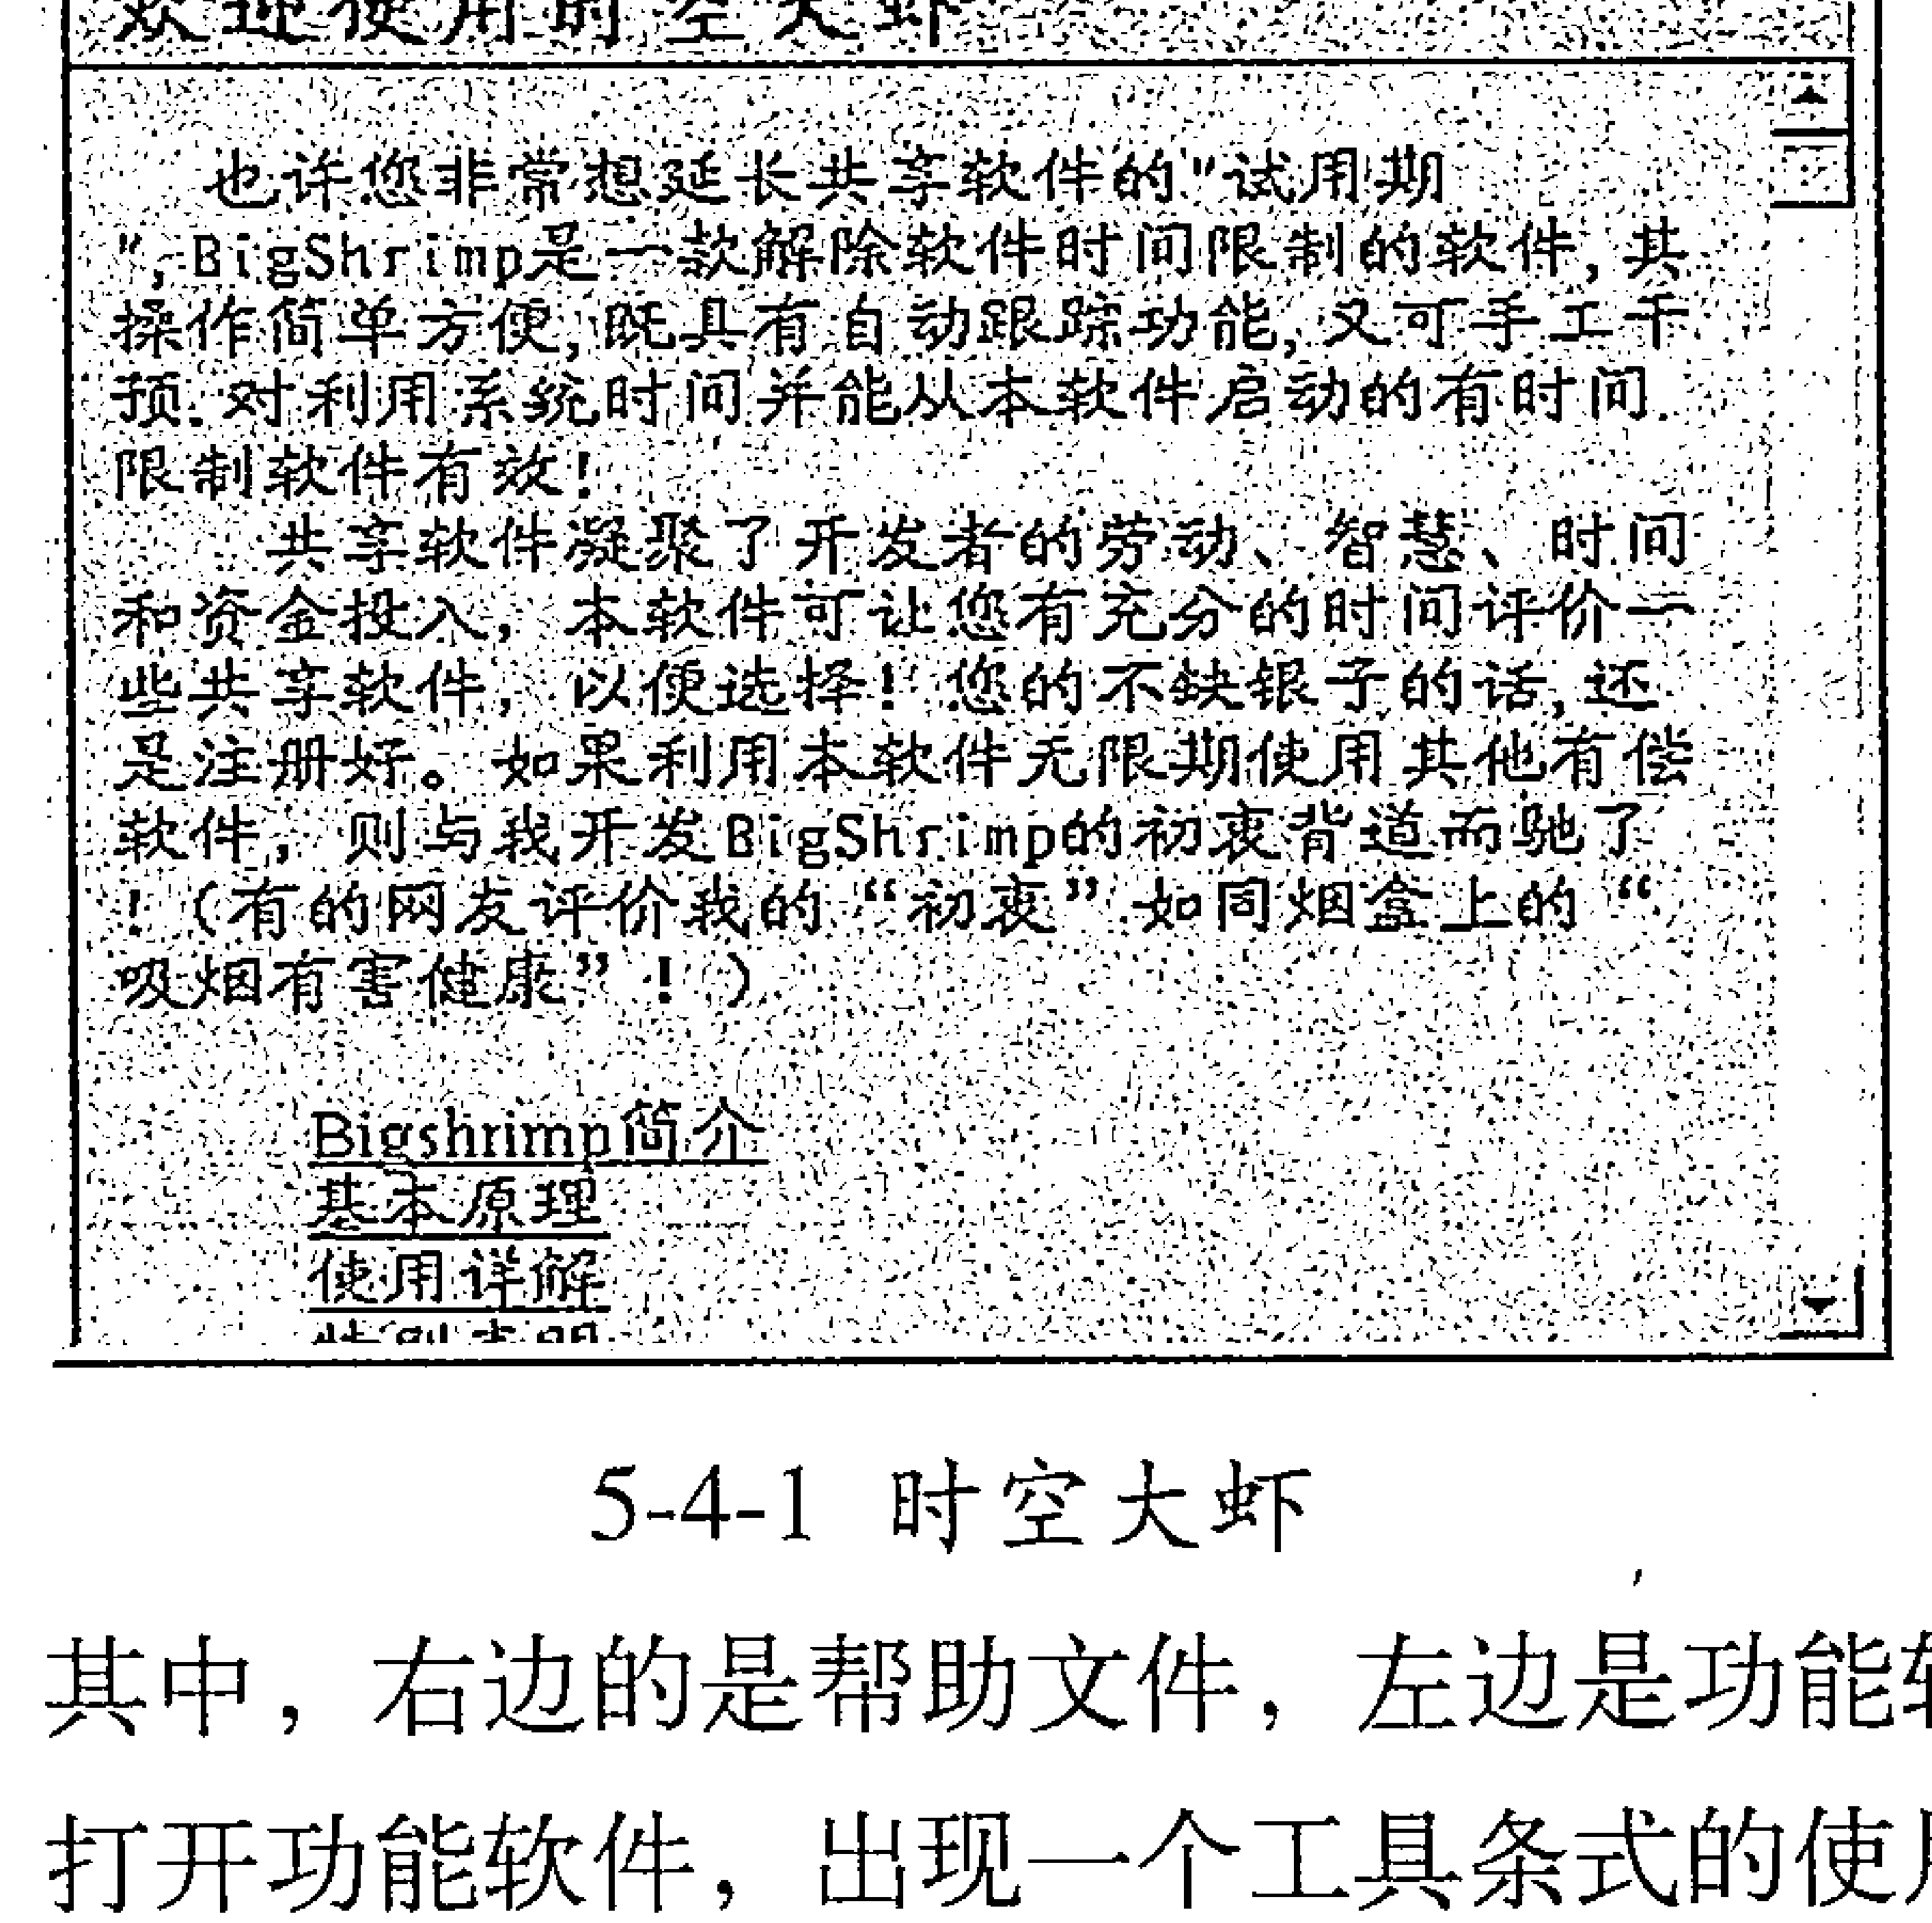 欢迎使用时空大虾
也许您非常想延长共享软件的"试用期
",BigShrimp是一款解除软件时间限制的软件,其
操作简单方便,既具有自动跟踪功能,又可手工干
预.对利用系统时间并能从本软件启动的有时间
限制软件有效!
共享软件凝聚了开发者的劳动、智慧、时间
和资金投入，本软件可让您有充分的时间评价一
些共享软件，以便选择！您的不缺银子的话,还
是注册好。如果利用本软件无限期使用其他有偿
软件，则与我开发BigShrimp的初衷背道而驰了
！(有的网友评价我的“初衷”如同烟盒上的“
吸烟有害健康”！)
Bigshrimp简介
基本原理
使用详解
5-4-1 时空大虾
其中，右边的是帮助文件，左边是功能软
打开功能软件，出现一个工具条式的使用